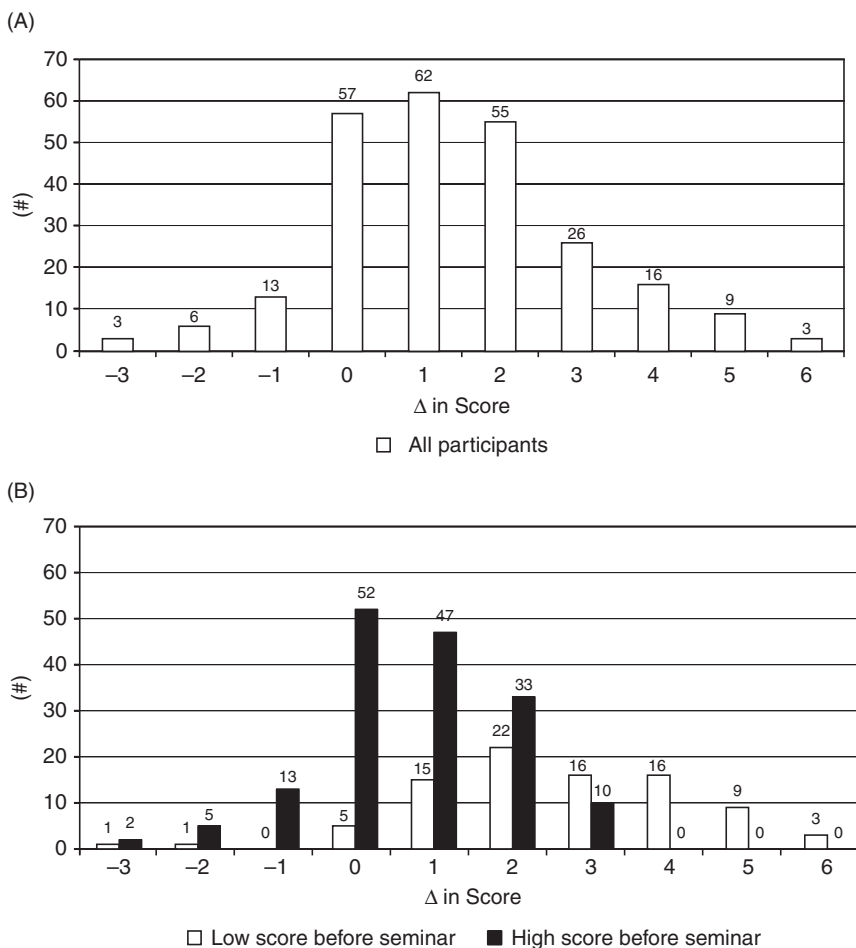 (A)
70
60
50
40
30
20
10
0
(#)
3 6 13 57 62 55 26 16 9 3
–3 –2 –1 0 1 2 3 4 5 6
Δ in Score
All participants
(B)
70
60
50
40
30
20
10
0
(#)
1 2 1 5 0 13 5 52 15 47 22 33 16 10 16 0 9 0 3 0
–3 –2 –1 0 1 2 3 4 5 6
Δ in Score
Low score before seminar High score before seminar